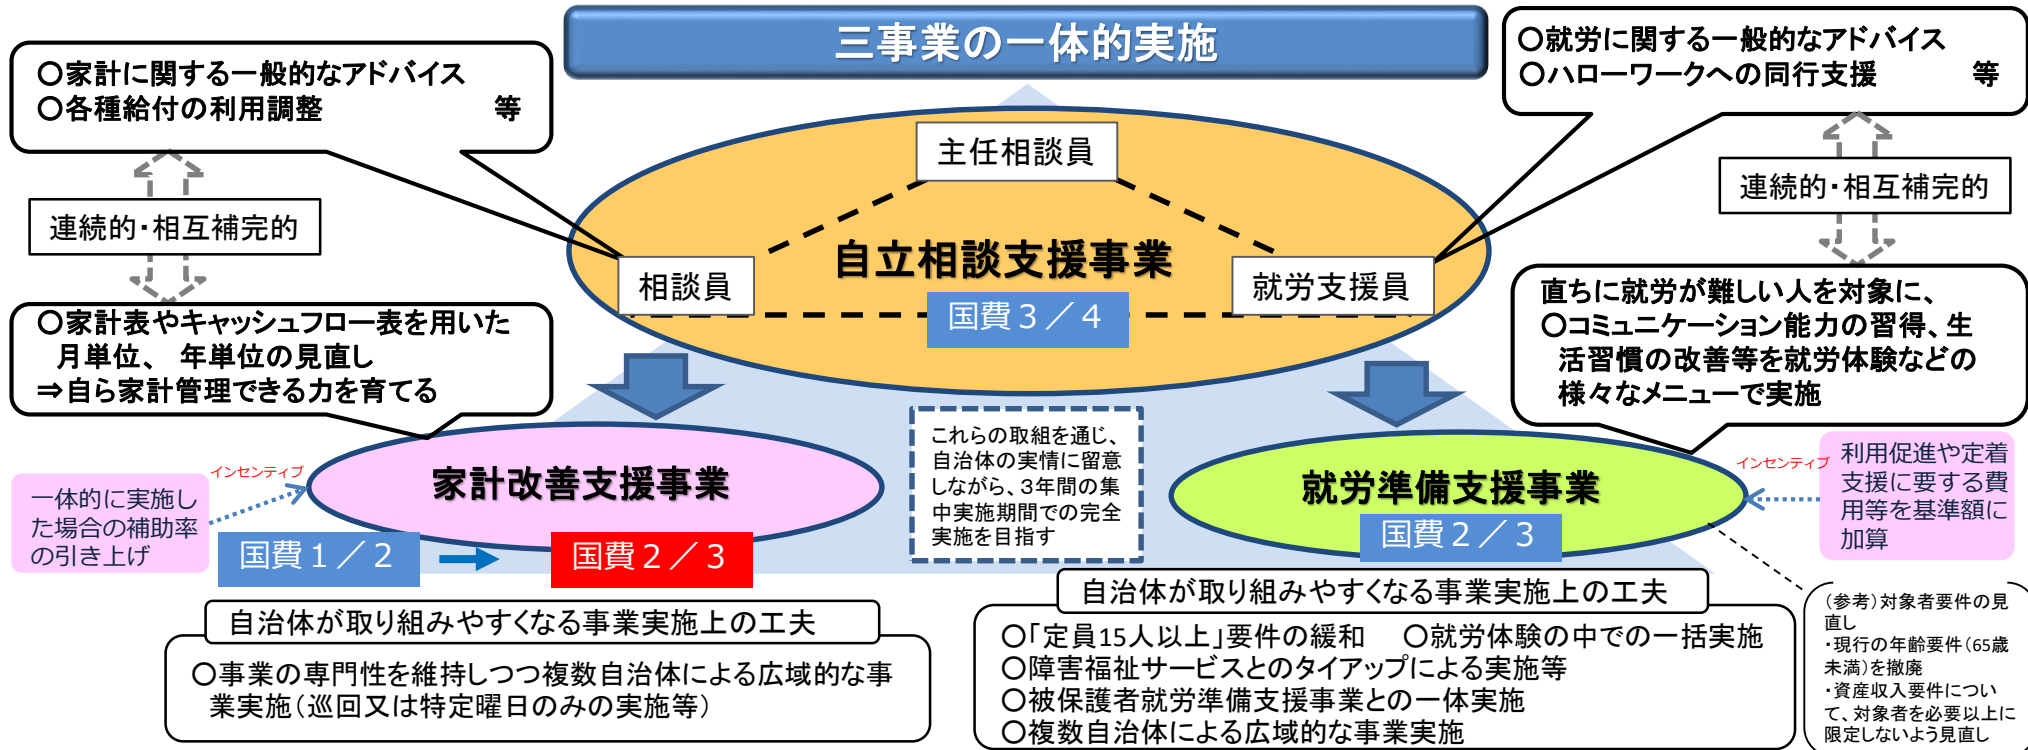 三事業の一体的実施
○家計に関する一般的なアドバイス
○各種給付の利用調整 等
連続的・相互補完的
○家計表やキャッシュフロー表を用いた
月単位、 年単位の見直し
⇒自ら家計管理できる力を育てる
○就労に関する一般的なアドバイス
○ハローワークへの同行支援 等
連続的・相互補完的
直ちに就労が難しい人を対象に、
○コミュニケーション能力の習得、生
活習慣の改善等を就労体験などの
様々なメニューで実施
主任相談員
自立相談支援事業
相談員
就労支援員
国費3/4
これらの取組を通じ、
自治体の実情に留意
しながら、3年間の集
中実施期間での完全
実施を目指す
インセンティブ
一体的に実施し
た場合の補助率
の引き上げ
家計改善支援事業
国費1/2
国費2/3
自治体が取り組みやすくなる事業実施上の工夫
○事業の専門性を維持しつつ複数自治体による広域的な事
業実施(巡回又は特定曜日のみの実施等)
就労準備支援事業
国費2/3
インセンティブ
利用促進や定着
支援に要する費
用等を基準額に
加算
自治体が取り組みやすくなる事業実施上の工夫
○「定員15人以上」要件の緩和 ○就労体験の中での一括実施
○障害福祉サービスとのタイアップによる実施等
○被保護者就労準備支援事業との一体実施
○複数自治体による広域的な事業実施
(参考)対象者要件の見
直し
・現行の年齢要件(65歳
未満)を撤廃
・資産収入要件につい
て、対象者を必要以上に
限定しないよう見直し